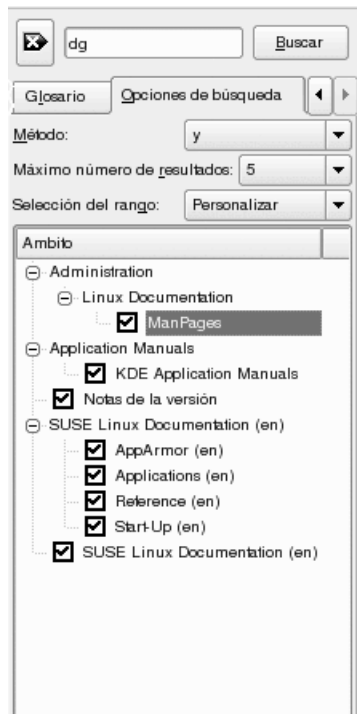 dg Buscar
Glosario Opciones de búsqueda
Método: y
Máximo número de resultados: 5
Selección del rango: Personalizar
Ambito
Administration
Linux Documentation
ManPages
Application Manuals
KDE Application Manuals
Notas de la versión
SUSE Linux Documentation (en)
AppArmor (en)
Applications (en)
Reference (en)
Start-Up (en)
SUSE Linux Documentation (en)